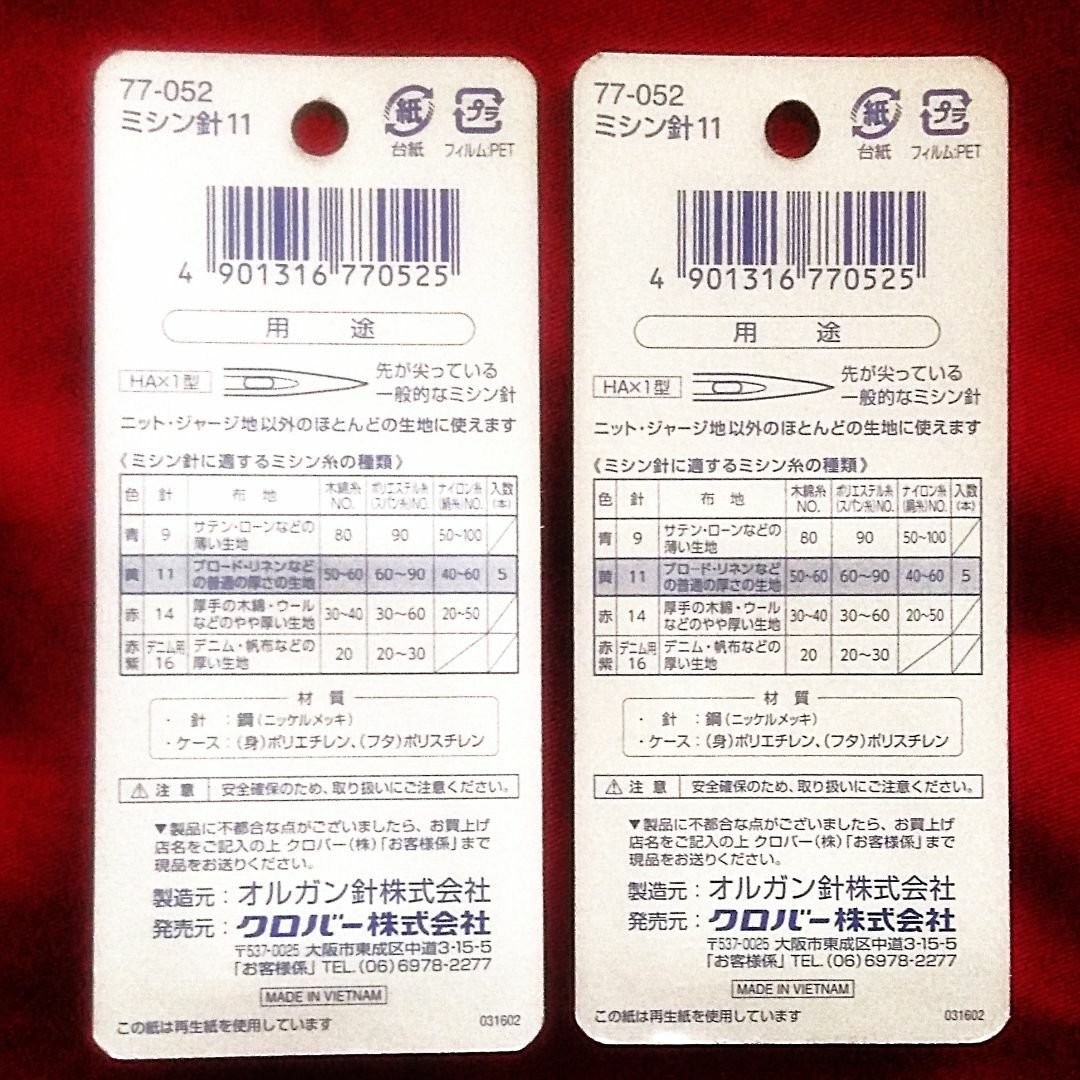 77-052
ミシン針11
紙
台紙
プラ
フィルム:PET
4 901316 770525
用　途
HA×1型
先が尖っている
一般的なミシン針
ニット・ジャージ地以外のほとんどの生地に使えます
《ミシン針に適するミシン糸の種類》
色 針 布 地 木綿糸NO. ポリエステル糸(スパン糸)NO. ナイロン糸(絹糸)NO. 入数(本)
青 9 サテン・ローンなどの薄い生地 80 90 50~100
黄 11 ブロード・リネンなどの普通の厚さの生地 50~60 60~90 40~60 5
赤 14 厚手の木綿・ウールなどのやや厚い生地 30~40 30~60 20~50
赤紫 デニム用16 デニム・帆布などの厚い生地 20 20~30
材 質
・ 針 ：鋼(ニッケルメッキ)
・ケース：(身)ポリエチレン、(フタ)ポリスチレン
⚠ 注 意 安全確保のため、取り扱いにご注意ください。
▼製品に不都合な点がございましたら、お買上げ
店名をご記入の上 クロバー(株)「お客様係」まで
現品をお送りください。
製造元：オルガン針株式会社
発売元：クロバー株式会社
〒537-0025 大阪市東成区中道3-15-5
「お客様係」TEL.(06)6978-2277
MADE IN VIETNAM
この紙は再生紙を使用しています 031602
77-052
ミシン針11
紙
台紙
プラ
フィルム:PET
4 901316 770525
用　途
HA×1型
先が尖っている
一般的なミシン針
ニット・ジャージ地以外のほとんどの生地に使えます
《ミシン針に適するミシン糸の種類》
色 針 布 地 木綿糸NO. ポリエステル糸(スパン糸)NO. ナイロン糸(絹糸)NO. 入数(本)
青 9 サテン・ローンなどの薄い生地 80 90 50~100
黄 11 ブロード・リネンなどの普通の厚さの生地 50~60 60~90 40~60 5
赤 14 厚手の木綿・ウールなどのやや厚い生地 30~40 30~60 20~50
赤紫 デニム用16 デニム・帆布などの厚い生地 20 20~30
材 質
・ 針 ：鋼(ニッケルメッキ)
・ケース：(身)ポリエチレン、(フタ)ポリスチレン
⚠ 注 意 安全確保のため、取り扱いにご注意ください。
▼製品に不都合な点がございましたら、お買上げ
店名をご記入の上 クロバー(株)「お客様係」まで
現品をお送りください。
製造元：オルガン針株式会社
発売元：クロバー株式会社
〒537-0025 大阪市東成区中道3-15-5
「お客様係」TEL.(06)6978-2277
MADE IN VIETNAM
この紙は再生紙を使用しています 031602